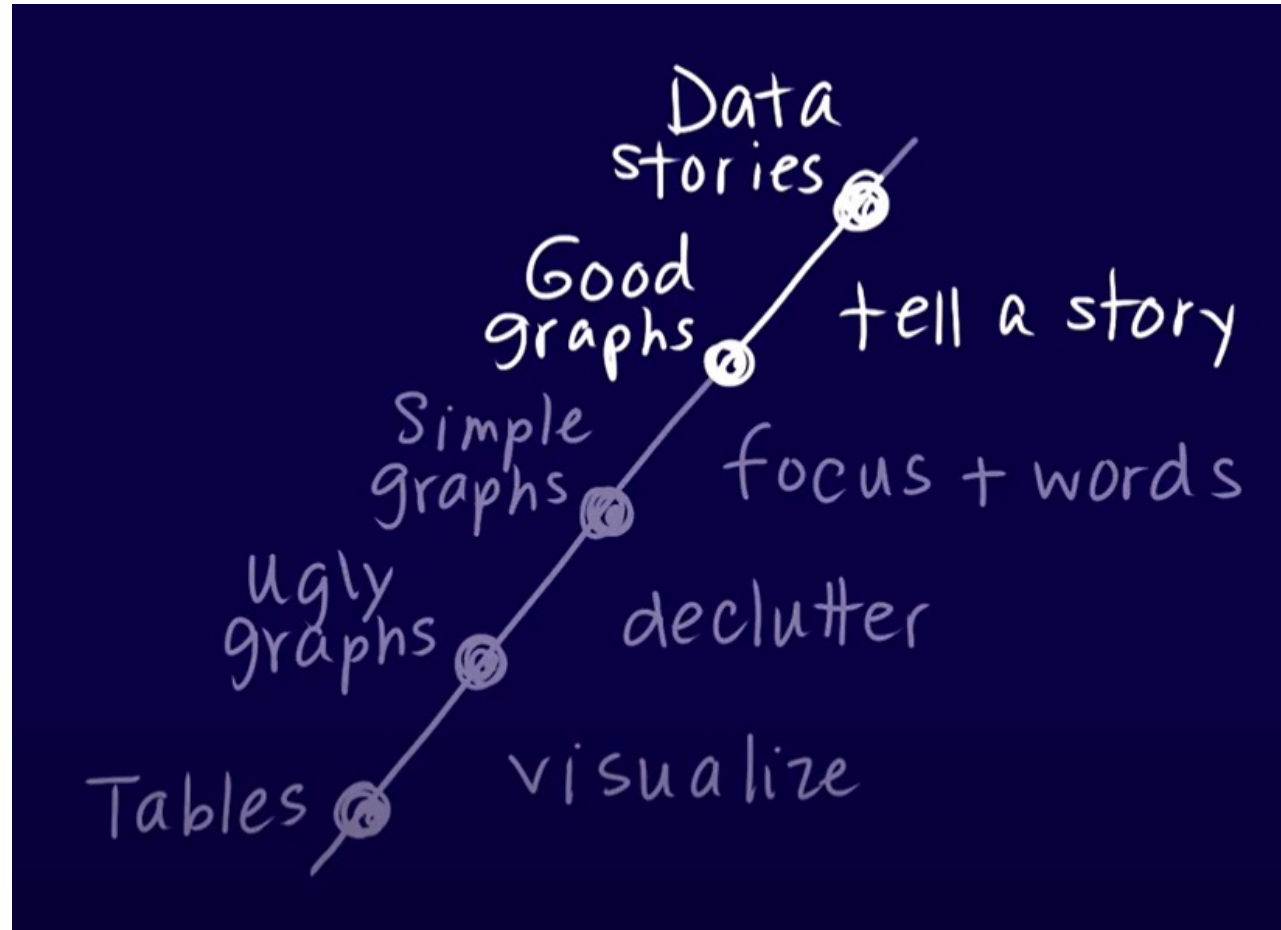 Data
stories
Good
graphs
tell a story
Simple
graphs
focus + words
Ugly
graphs
declutter
Tables
visualize